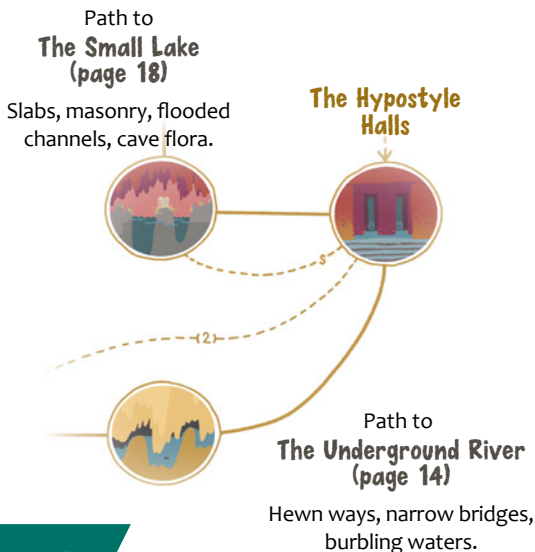 Path to
The Small Lake
(page 18)
Slabs, masonry, flooded
channels, cave flora.
The Hypostyle
Halls
S
(2)
Path to
The Underground River
(page 14)
Hewn ways, narrow bridges,
burbling waters.